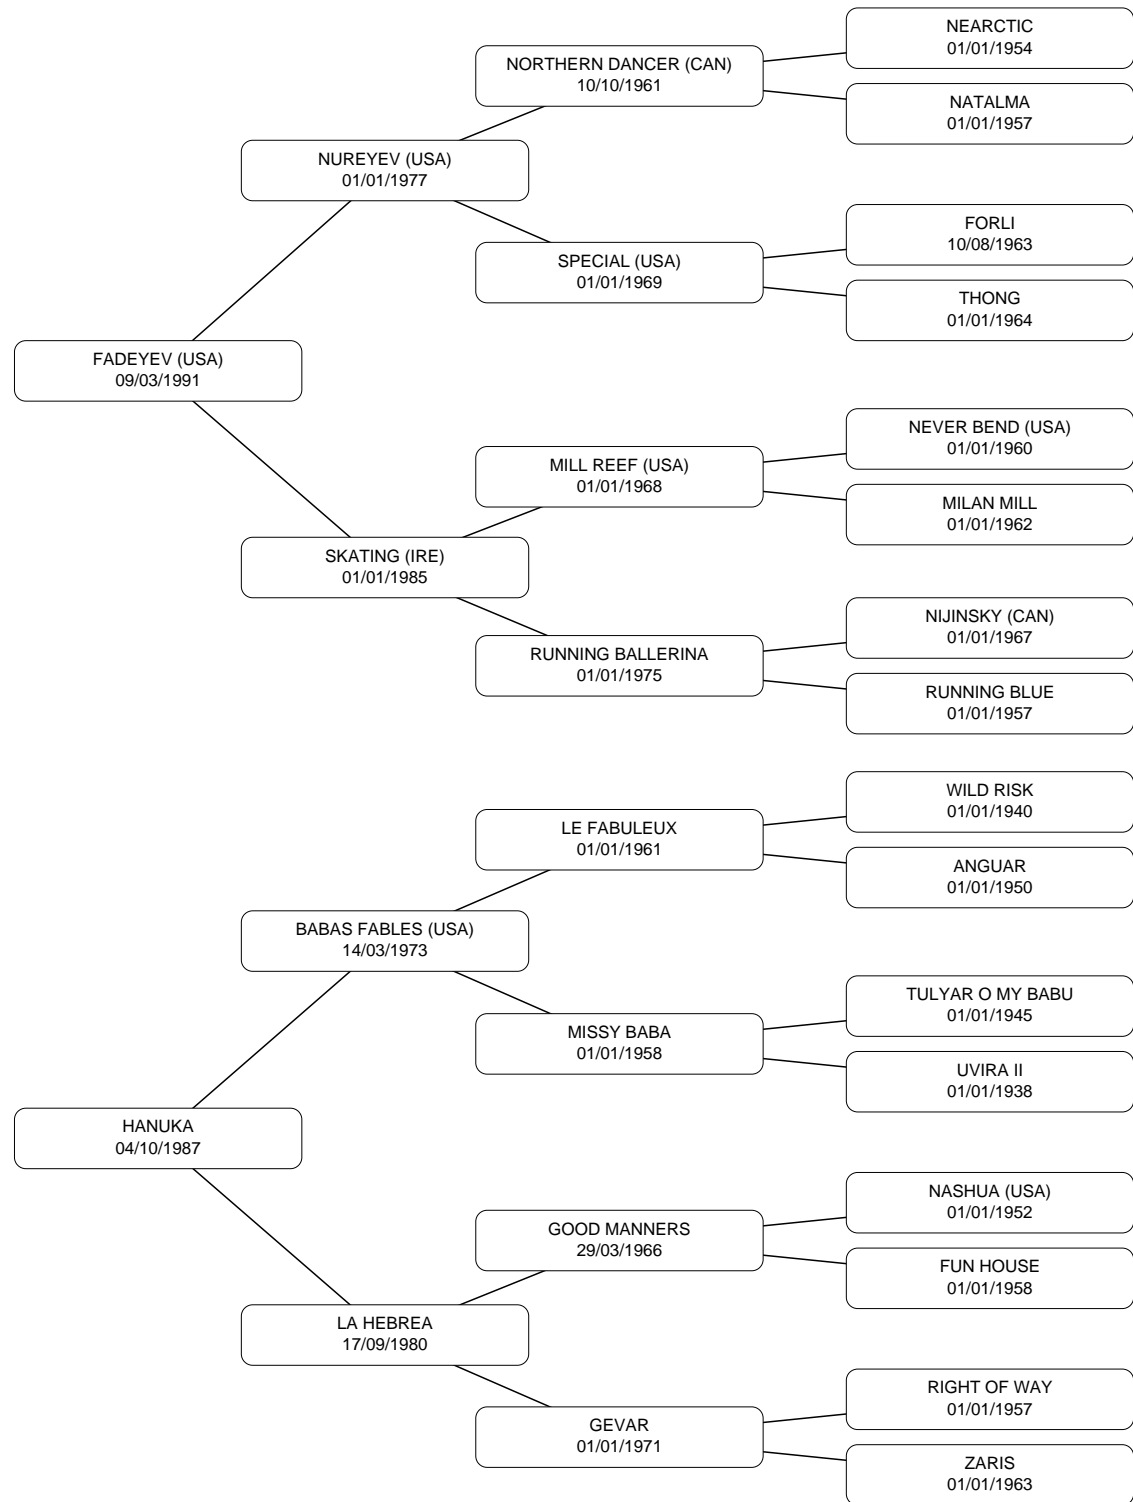 NEARCTIC
01/01/1954
NORTHERN DANCER (CAN)
10/10/1961
NATALMA
01/01/1957
NUREYEV (USA)
01/01/1977
FORLI
10/08/1963
SPECIAL (USA)
01/01/1969
THONG
01/01/1964
FADEYEV (USA)
09/03/1991
NEVER BEND (USA)
01/01/1960
MILL REEF (USA)
01/01/1968
MILAN MILL
01/01/1962
SKATING (IRE)
01/01/1985
NIJINSKY (CAN)
01/01/1967
RUNNING BALLERINA
01/01/1975
RUNNING BLUE
01/01/1957
WILD RISK
01/01/1940
LE FABULEUX
01/01/1961
ANGUAR
01/01/1950
BABAS FABLES (USA)
14/03/1973
TULYAR O MY BABU
01/01/1945
MISSY BABA
01/01/1958
UVIRA II
01/01/1938
HANUKA
04/10/1987
NASHUA (USA)
01/01/1952
GOOD MANNERS
29/03/1966
FUN HOUSE
01/01/1958
LA HEBREA
17/09/1980
RIGHT OF WAY
01/01/1957
GEVAR
01/01/1971
ZARIS
01/01/1963